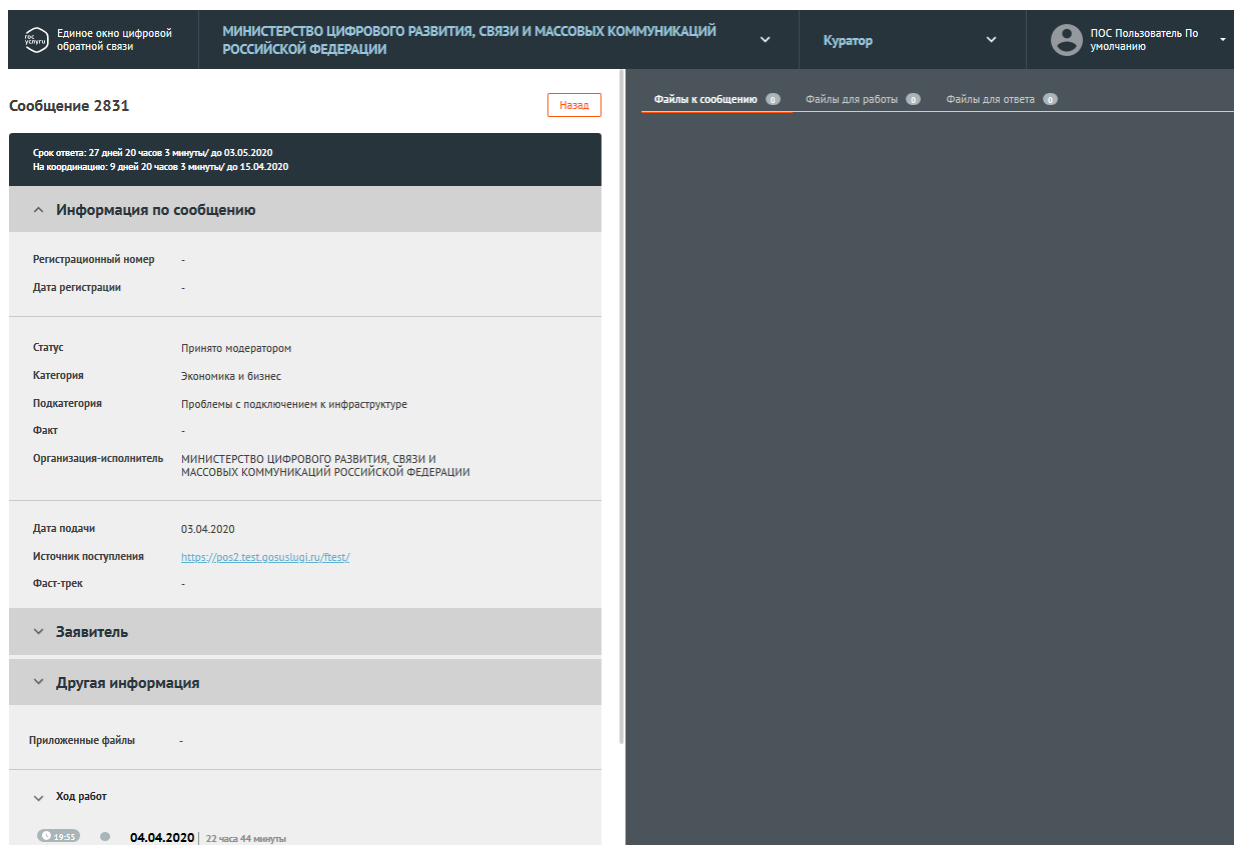 гос
услуги
Единое окно цифровой
обратной связи
МИНИСТЕРСТВО ЦИФРОВОГО РАЗВИТИЯ, СВЯЗИ И МАССОВЫХ КОММУНИКАЦИЙ
РОССИЙСКОЙ ФЕДЕРАЦИИ
Куратор
ПОС Пользователь По
умолчанию
Сообщение 2831
Назад
Файлы к сообщению 0
Файлы для работы 0
Файлы для ответа 0
Срок ответа: 27 дней 20 часов 3 минуты/ до 03.05.2020
На координацию: 9 дней 20 часов 3 минуты/ до 15.04.2020
Информация по сообщению
Регистрационный номер -
Дата регистрации -
Статус Принято модератором
Категория Экономика и бизнес
Подкатегория Проблемы с подключением к инфраструктуре
Факт -
Организация-исполнитель МИНИСТЕРСТВО ЦИФРОВОГО РАЗВИТИЯ, СВЯЗИ И
МАССОВЫХ КОММУНИКАЦИЙ РОССИЙСКОЙ ФЕДЕРАЦИИ
Дата подачи 03.04.2020
Источник поступления https://pos2.test.gosuslugi.ru/ftest/
Фаст-трек -
Заявитель
Другая информация
Приложенные файлы -
Ход работ
19:55 04.04.2020 | 22 часа 44 минуты